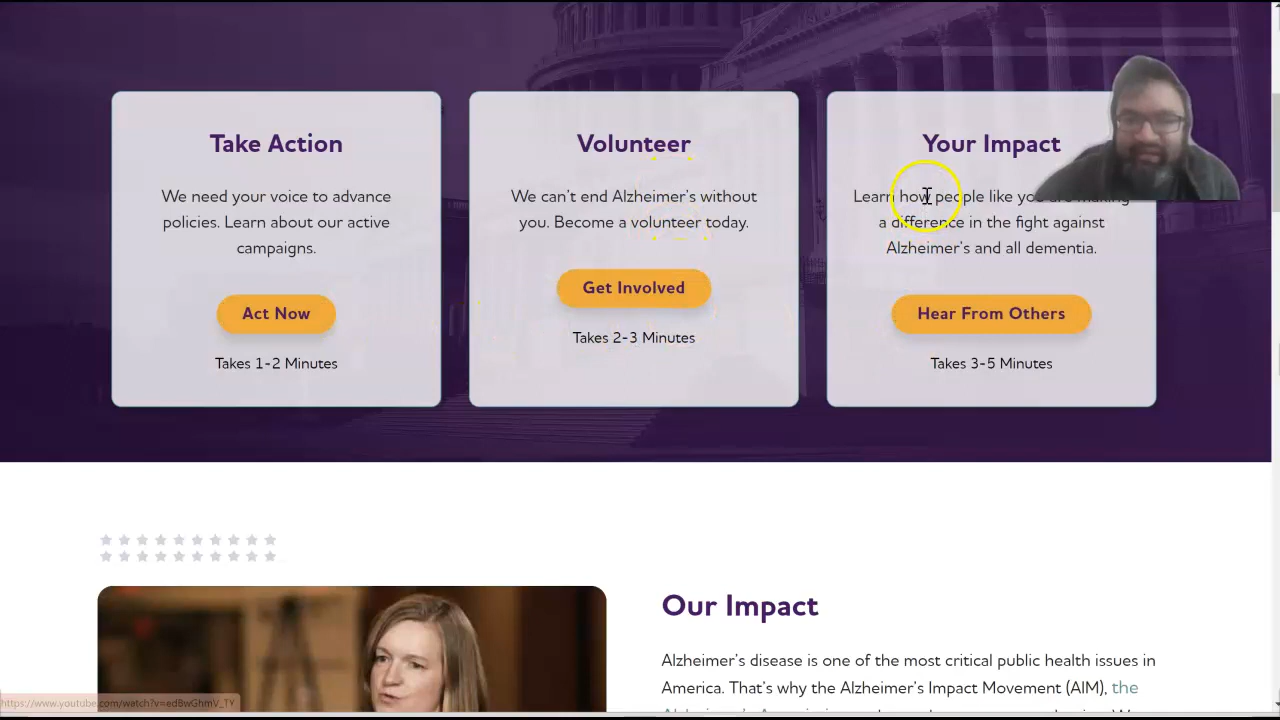 Take Action
We need your voice to advance
policies. Learn about our active
campaigns.
Act Now
Takes 1-2 Minutes
Volunteer
We can't end Alzheimer's without
you. Become a volunteer today.
Get Involved
Takes 2-3 Minutes
Your Impact
Learn how people like you are making
a difference in the fight against
Alzheimer's and all dementia.
Hear From Others
Takes 3-5 Minutes
Our Impact
Alzheimer's disease is one of the most critical public health issues in
America. That's why the Alzheimer's Impact Movement (AIM), the
https://www.youtube.com/watch?v=edBwGhmV_TY